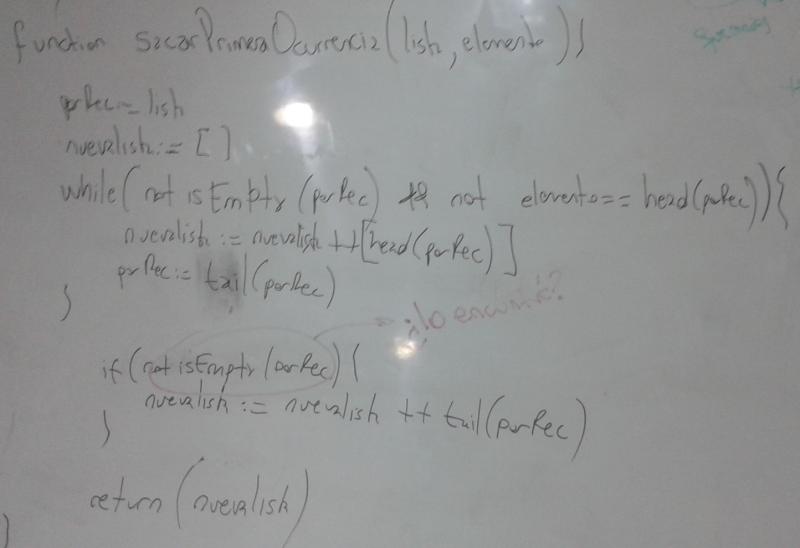 function sacarPrimeraOcurrencia(lista, elemento){
porRec:= lista
nuevalista:= []
while(not isEmpty(porRec) && not elemento== head(porRec)){
nuevalista := nuevalista ++[head(porRec)]
porRec:= tail(porRec)
}
¿lo encontré?
if(not isEmpty(porRec){
nuevalista := nuevalista ++ tail(porRec)
}
return (nuevalista)
}